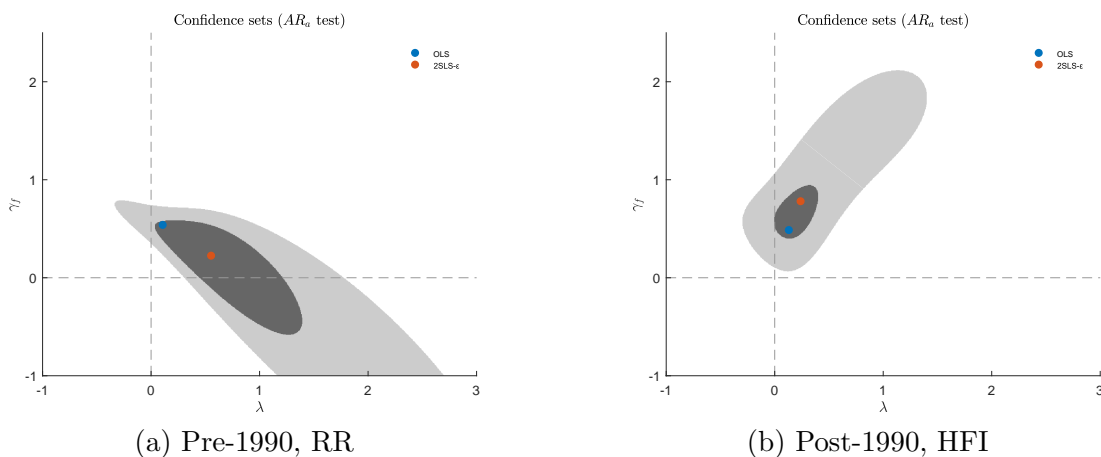 Confidence sets (AR_a test)
OLS
2SLS-ε
2
1
0
-1
γ_f
-1 0 1 2 3
λ
(a) Pre-1990, RR
Confidence sets (AR_a test)
OLS
2SLS-ε
2
1
0
-1
γ_f
-1 0 1 2 3
λ
(b) Post-1990, HFI